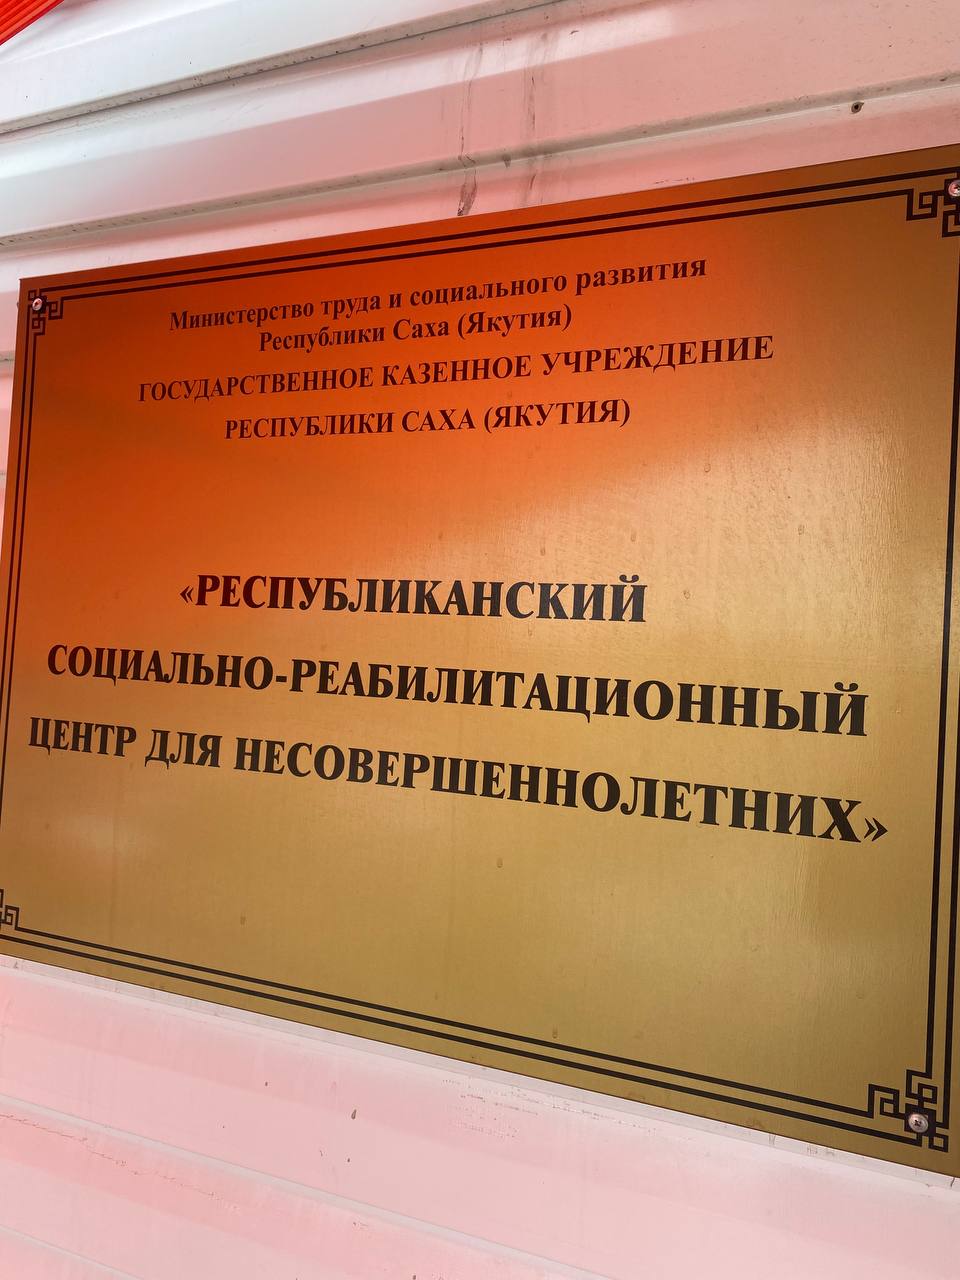 Министерство труда и социального развития
Республики Саха (Якутия)
ГОСУДАРСТВЕННОЕ КАЗЕННОЕ УЧРЕЖДЕНИЕ
РЕСПУБЛИКИ САХА (ЯКУТИЯ)
«РЕСПУБЛИКАНСКИЙ
СОЦИАЛЬНО-РЕАБИЛИТАЦИОННЫЙ
ЦЕНТР ДЛЯ НЕСОВЕРШЕННОЛЕТНИХ»